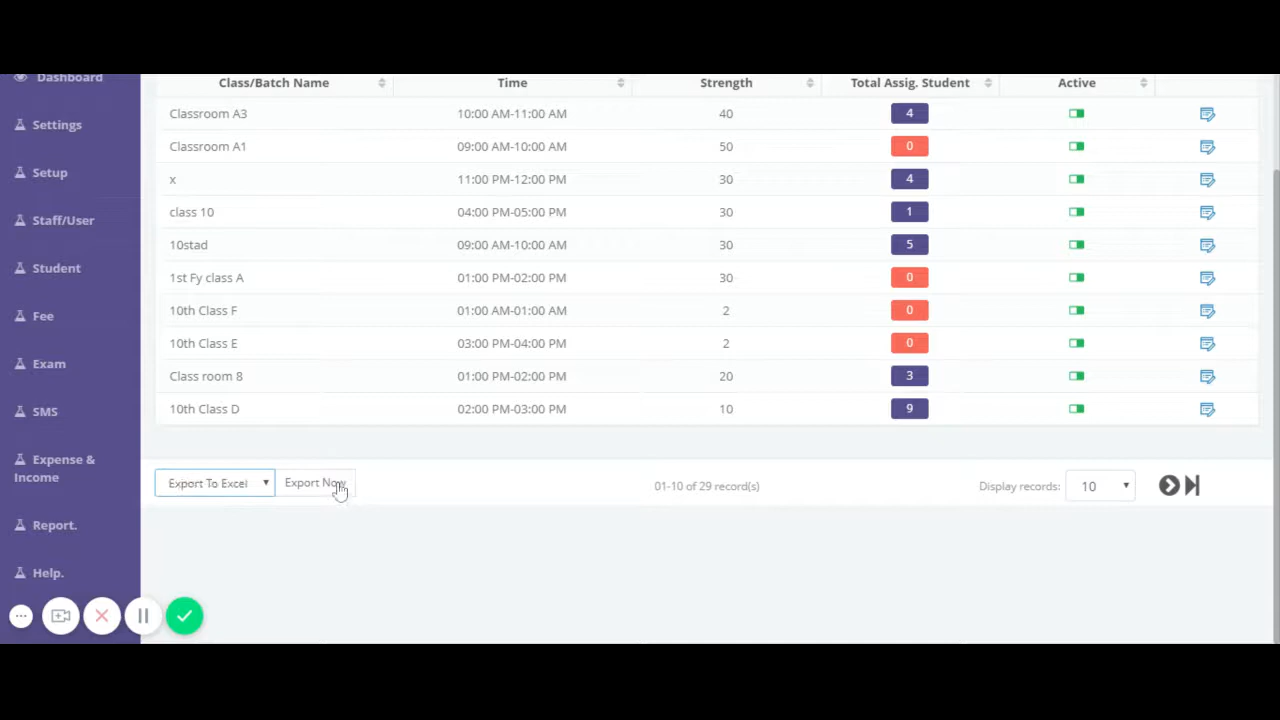 Dashboard
Settings
Setup
Staff/User
Student
Fee
Exam
SMS
Expense &
Income
Report.
Help.
Class/Batch Name Time Strength Total Assig. Student Active
Classroom A3 10:00 AM-11:00 AM 40 4
Classroom A1 09:00 AM-10:00 AM 50 0
x 11:00 PM-12:00 PM 30 4
class 10 04:00 PM-05:00 PM 30 1
10stad 09:00 AM-10:00 AM 30 5
1st Fy class A 01:00 PM-02:00 PM 30 0
10th Class F 01:00 AM-01:00 AM 2 0
10th Class E 03:00 PM-04:00 PM 2 0
Class room 8 01:00 PM-02:00 PM 20 3
10th Class D 02:00 PM-03:00 PM 10 9
Export To Excel Export Now 01-10 of 29 record(s) Display records: 10